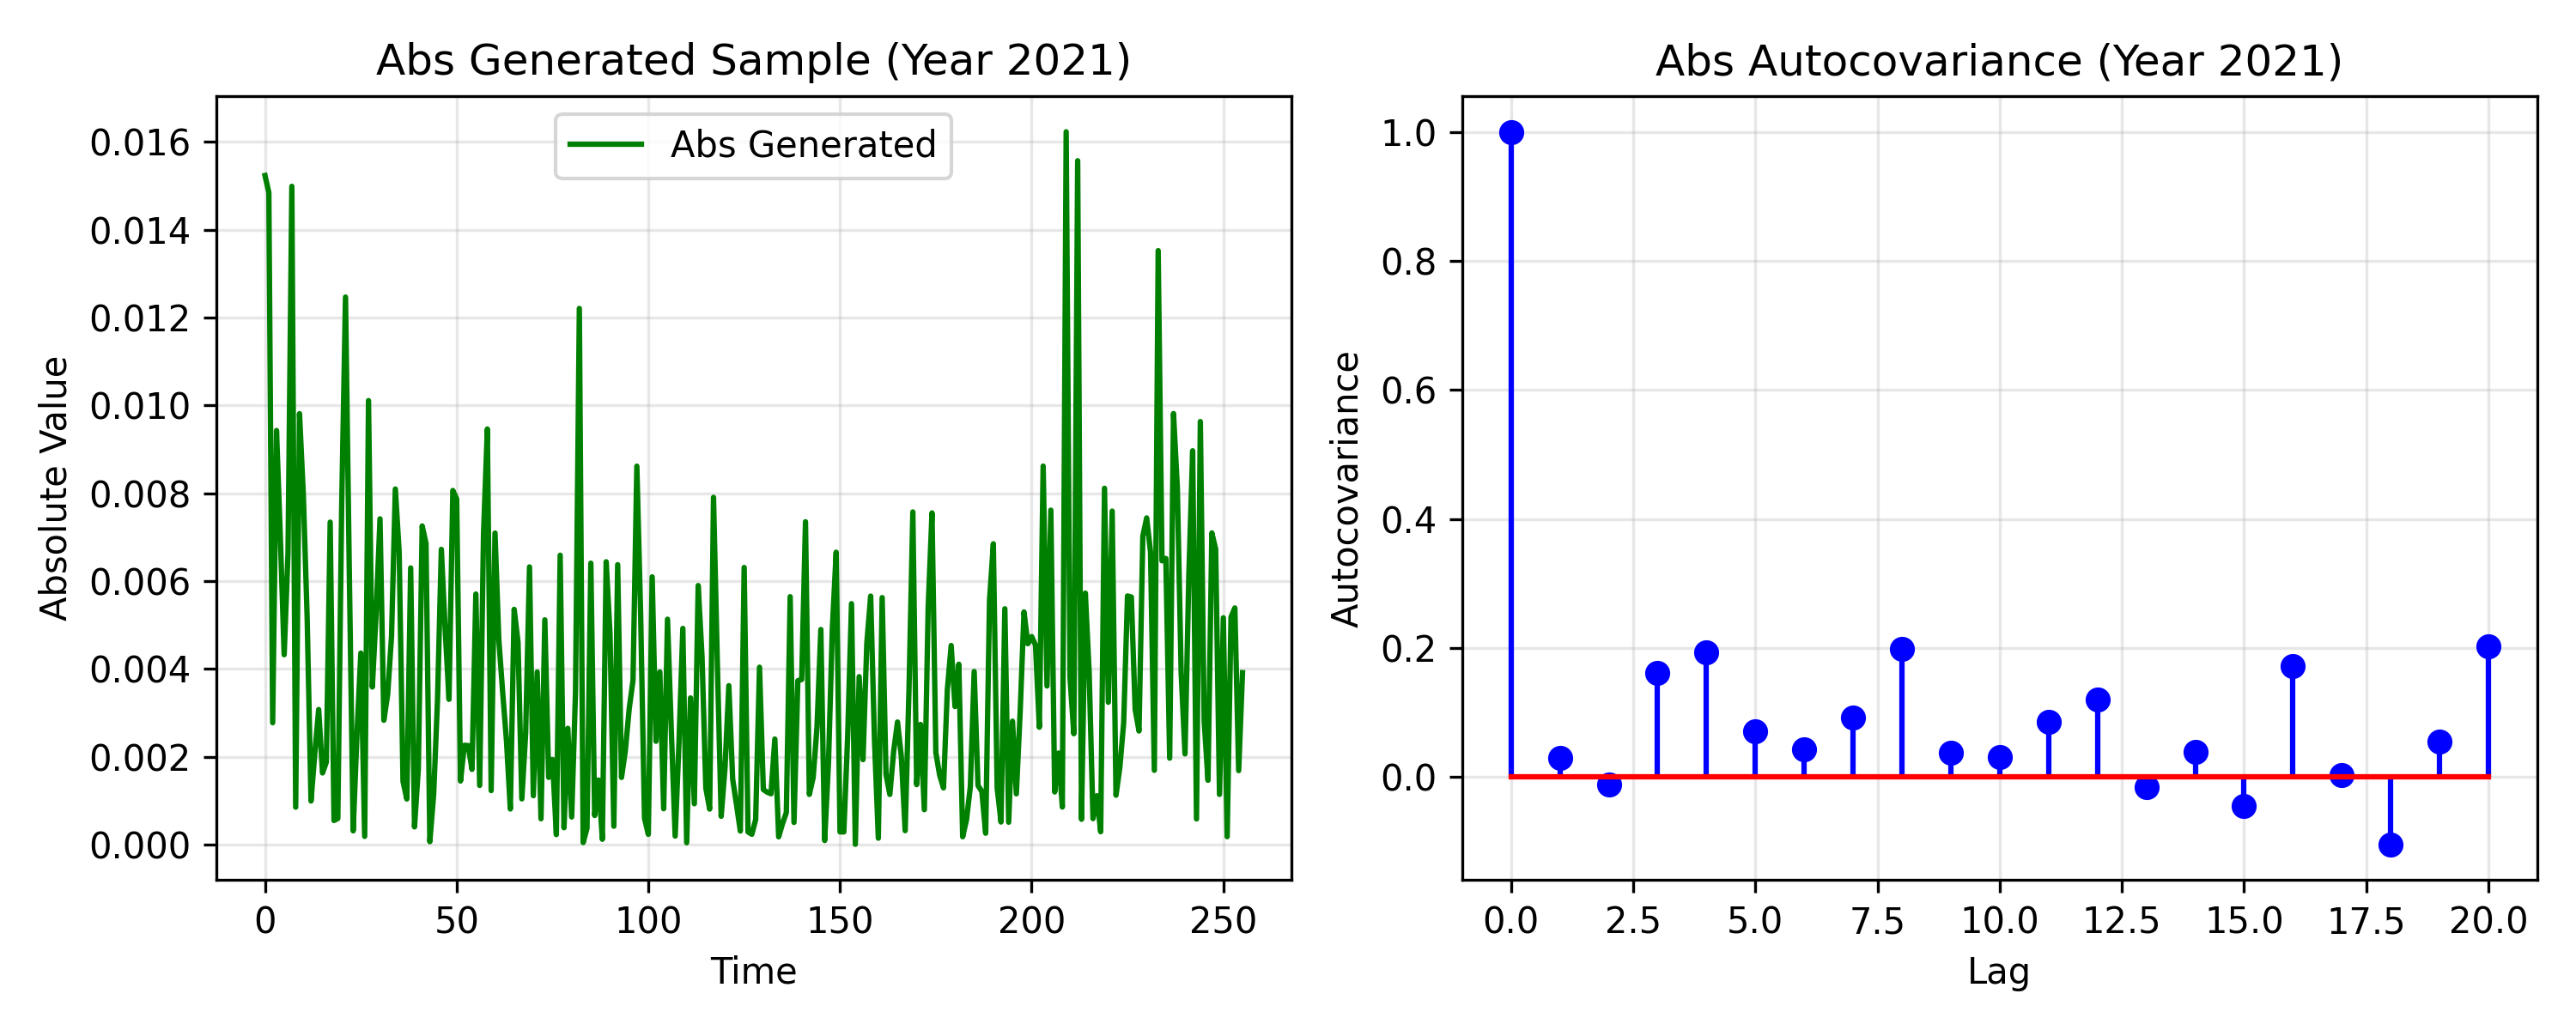 Abs Generated Sample (Year 2021)
Abs Generated
Absolute Value
0.016
0.014
0.012
0.010
0.008
0.006
0.004
0.002
0.000
0 50 100 150 200 250
Time
Abs Autocovariance (Year 2021)
Autocovariance
1.0
0.8
0.6
0.4
0.2
0.0
0.0 2.5 5.0 7.5 10.0 12.5 15.0 17.5 20.0
Lag